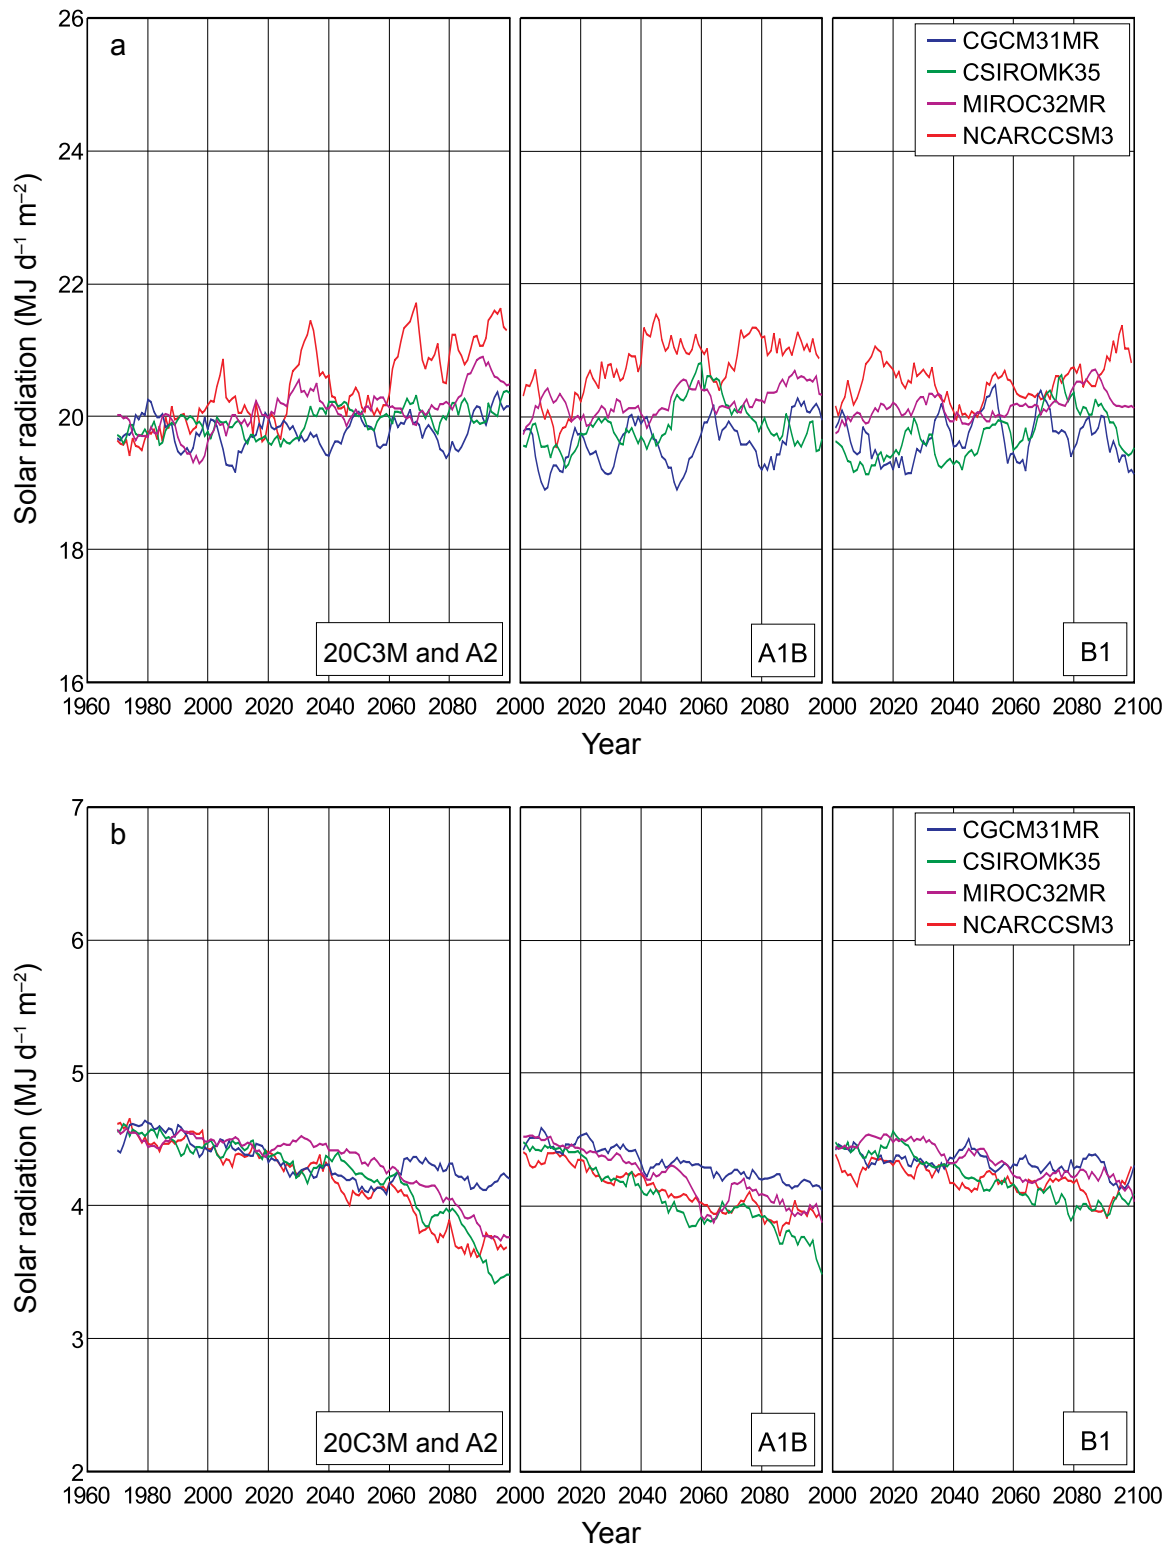 a
26
24
22
20
18
16
Solar radiation (MJ d⁻¹ m⁻²)
CGCM31MR
CSIROMK35
MIROC32MR
NCARCCSM3
20C3M and A2
A1B
B1
1960 1980 2000 2020 2040 2060 2080 2000 2020 2040 2060 2080 2000 2020 2040 2060 2080 2100
Year
b
7
6
5
4
3
2
Solar radiation (MJ d⁻¹ m⁻²)
CGCM31MR
CSIROMK35
MIROC32MR
NCARCCSM3
20C3M and A2
A1B
B1
1960 1980 2000 2020 2040 2060 2080 2000 2020 2040 2060 2080 2000 2020 2040 2060 2080 2100
Year